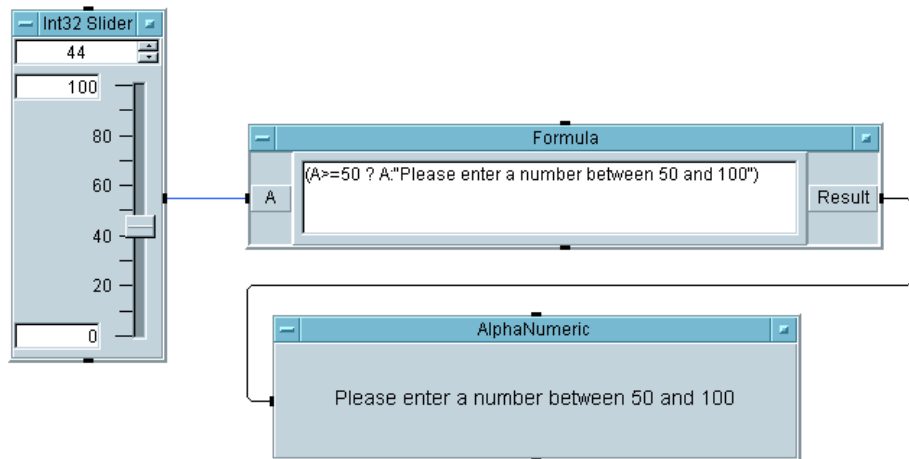 Int32 Slider
44
100
80
60
40
20
0
Formula
A
(A>=50 ? A:"Please enter a number between 50 and 100")
Result
AlphaNumeric
Please enter a number between 50 and 100